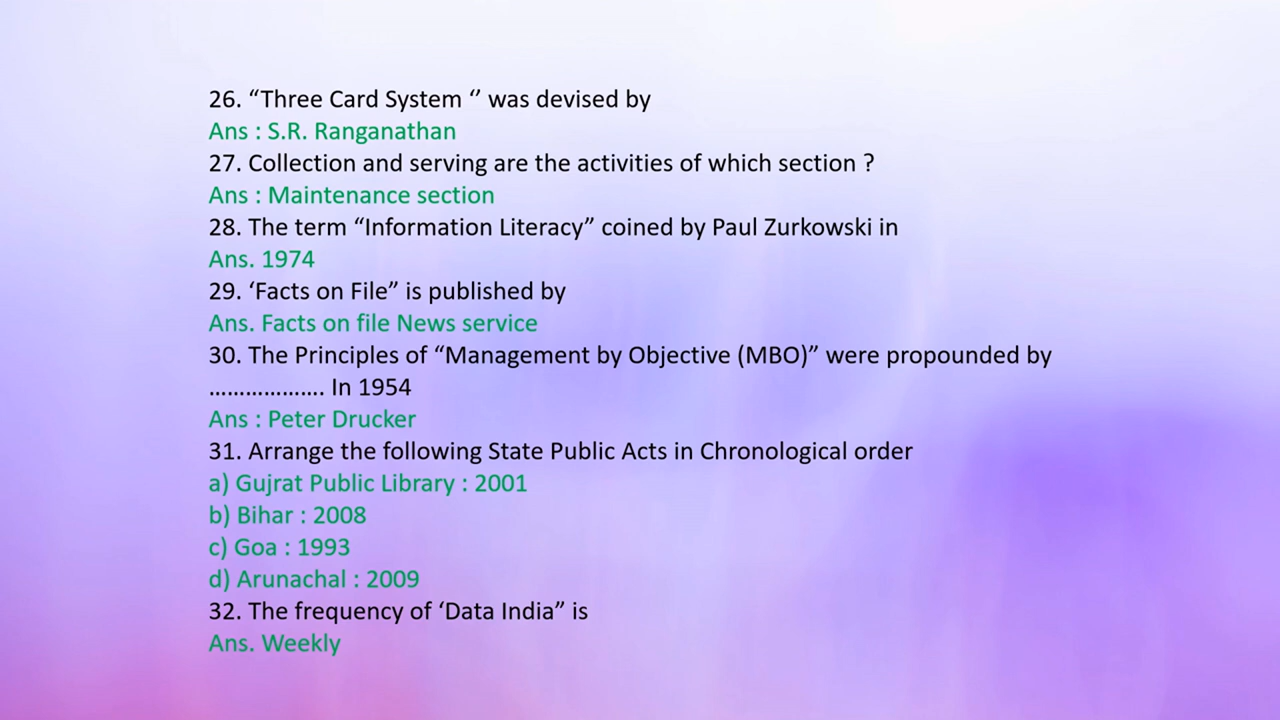 26. “Three Card System ‘’ was devised by
Ans : S.R. Ranganathan
27. Collection and serving are the activities of which section ?
Ans : Maintenance section
28. The term “Information Literacy” coined by Paul Zurkowski in
Ans. 1974
29. ‘Facts on File” is published by
Ans. Facts on file News service
30. The Principles of “Management by Objective (MBO)” were propounded by
………………. In 1954
Ans : Peter Drucker
31. Arrange the following State Public Acts in Chronological order
a) Gujrat Public Library : 2001
b) Bihar : 2008
c) Goa : 1993
d) Arunachal : 2009
32. The frequency of ‘Data India” is
Ans. Weekly